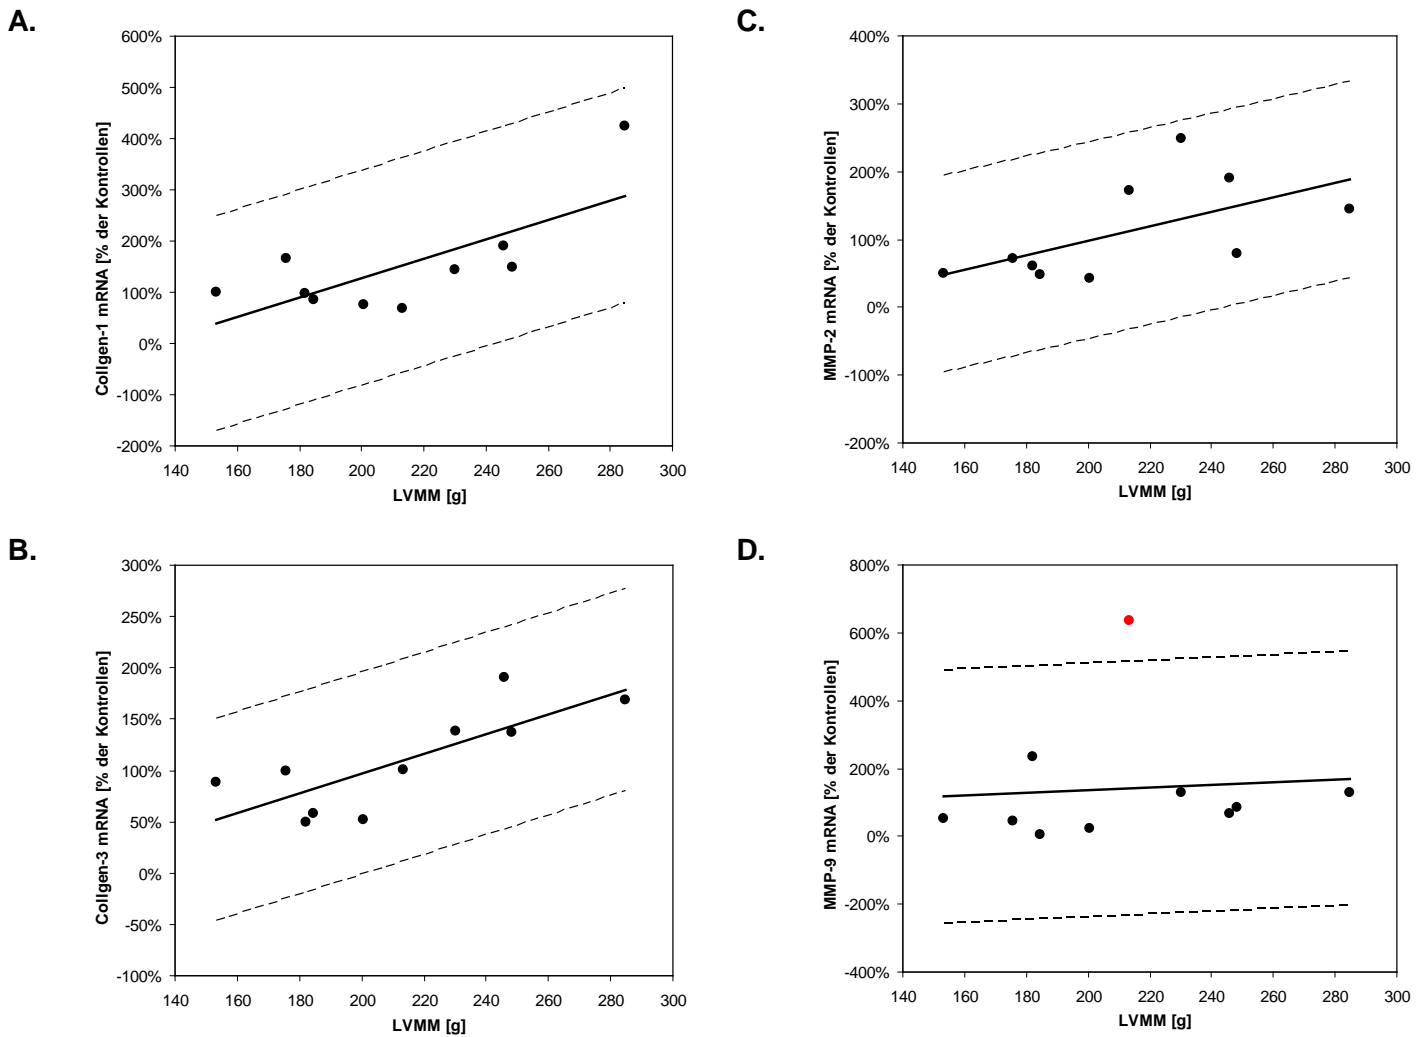 A.
600%
500%
400%
300%
200%
100%
0%
-100%
-200%
140 160 180 200 220 240 260 280 300
LVMM [g]
Collgen-1 mRNA [% der Kontrollen]
C.
400%
300%
200%
100%
0%
-100%
-200%
140 160 180 200 220 240 260 280 300
LVMM [g]
MMP-2 mRNA [% der Kontrollen]
B.
300%
250%
200%
150%
100%
50%
0%
-50%
-100%
140 160 180 200 220 240 260 280 300
LVMM [g]
Collgen-3 mRNA [% der Kontrollen]
D.
800%
600%
400%
200%
0%
-200%
-400%
140 160 180 200 220 240 260 280 300
LVMM [g]
MMP-9 mRNA [% der Kontrollen]